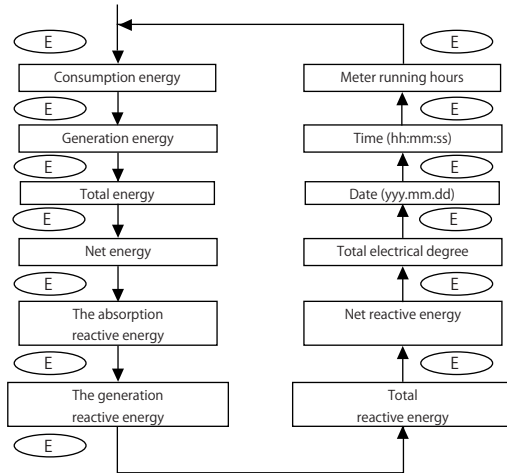 E
Consumption energy
E
Generation energy
E
Total energy
E
Net energy
E
The absorption
reactive energy
E
The generation
reactive energy
E
E
Meter running hours
E
Time (hh:mm:ss)
E
Date (yyy.mm.dd)
E
Total electrical degree
E
Net reactive energy
E
Total
reactive energy